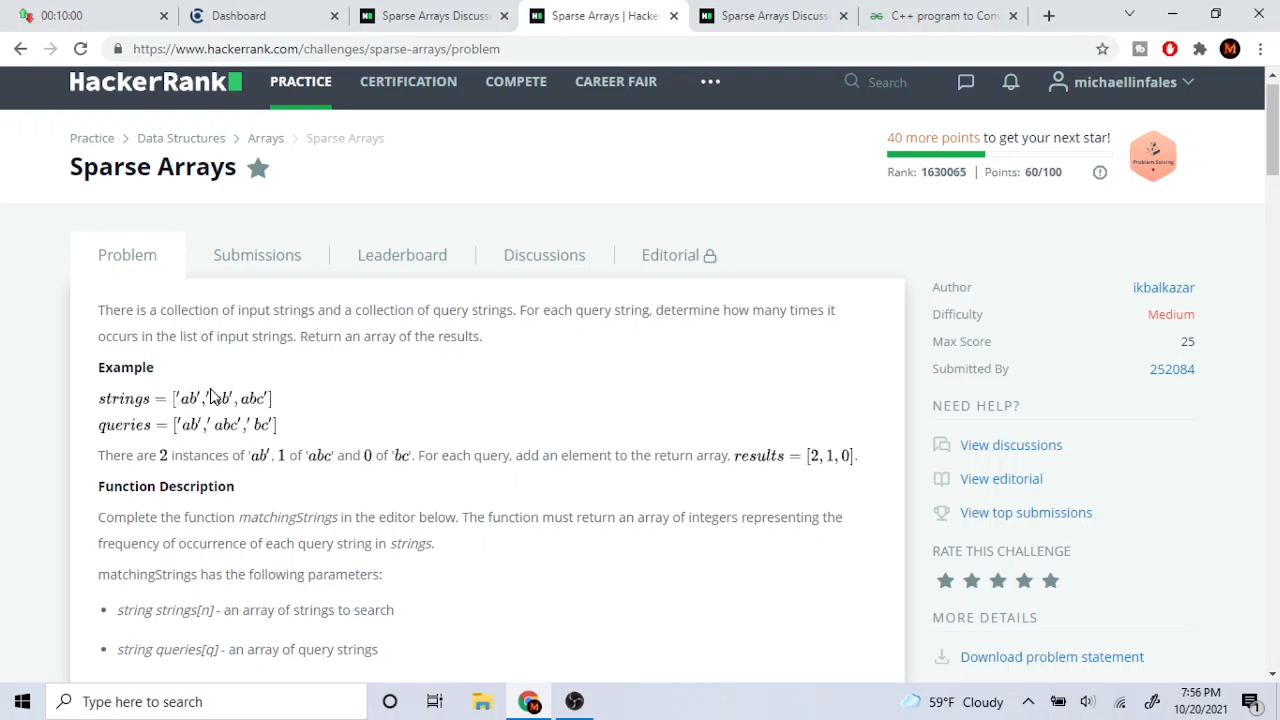 00:10:00
Dashboard
Sparse Arrays Discuss
Sparse Arrays | Hacke
Sparse Arrays Discuss
C++ program to Con
https://www.hackerrank.com/challenges/sparse-arrays/problem
HackerRank PRACTICE CERTIFICATION COMPETE CAREER FAIR ••• Search michaellinfales
Practice > Data Structures > Arrays > Sparse Arrays
Sparse Arrays
40 more points to get your next star!
Rank: 1630065 | Points: 60/100
Problem Solving
Problem Submissions Leaderboard Discussions Editorial
There is a collection of input strings and a collection of query strings. For each query string, determine how many times it
occurs in the list of input strings. Return an array of the results.
Example
strings = ['ab',' b', abc']
queries = ['ab',' abc',' bc']
There are 2 instances of 'ab', 1 of 'abc' and 0 of 'bc'. For each query, add an element to the return array, results = [2, 1, 0].
Function Description
Complete the function matchingStrings in the editor below. The function must return an array of integers representing the
frequency of occurrence of each query string in strings.
matchingStrings has the following parameters:
• string strings[n] - an array of strings to search
• string queries[q] - an array of query strings
Author ikbalkazar
Difficulty Medium
Max Score 25
Submitted By 252084
NEED HELP?
View discussions
View editorial
View top submissions
RATE THIS CHALLENGE
MORE DETAILS
Download problem statement
Type here to search
59°F Cloudy
7:56 PM
10/20/2021
1